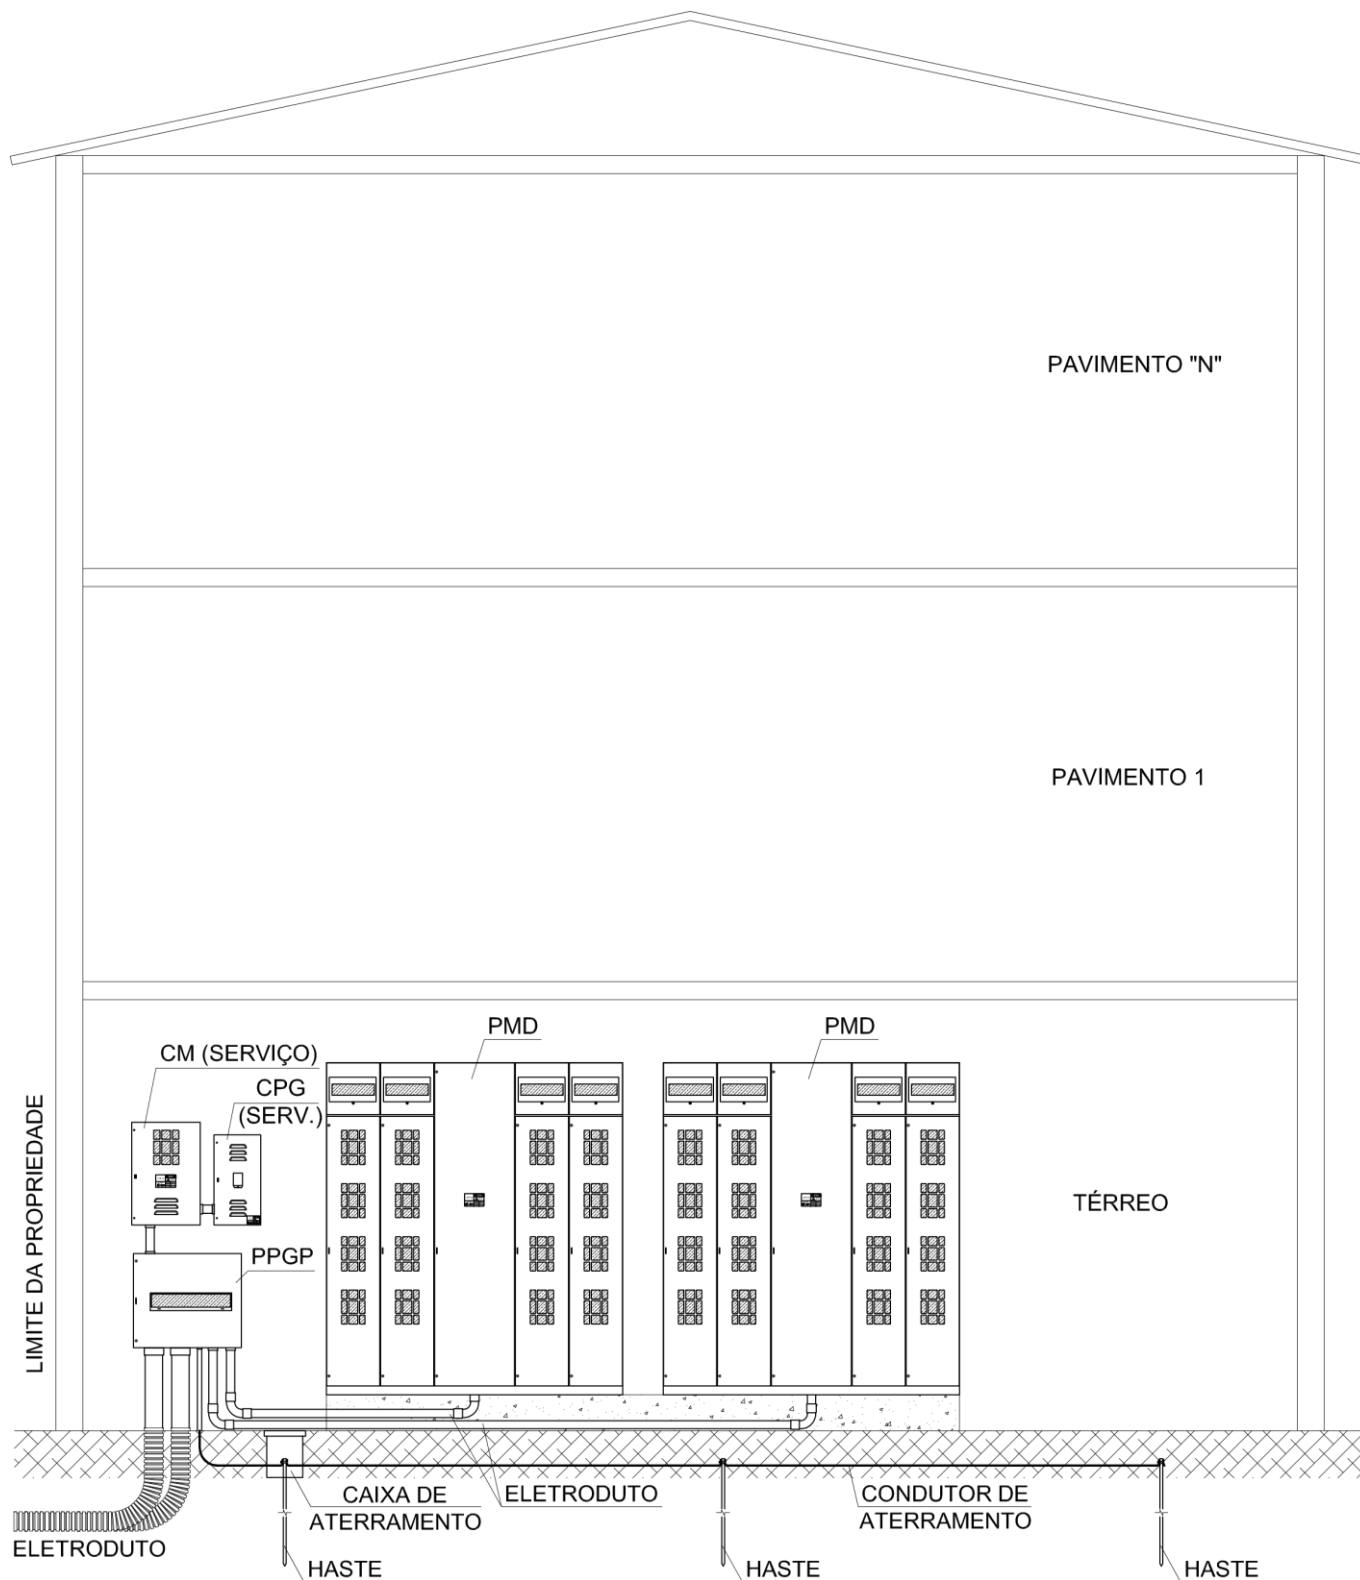 PAVIMENTO "N"
PAVIMENTO 1
PMD
PMD
CM (SERVIÇO)
CPG
(SERV.)
LIMITE DA PROPRIEDADE
TÉRREO
PPGP
CAIXA DE
ATERRAMENTO
ELETRODUTO
CONDUTOR DE
ATERRAMENTO
ELETRODUTO
HASTE
HASTE
HASTE